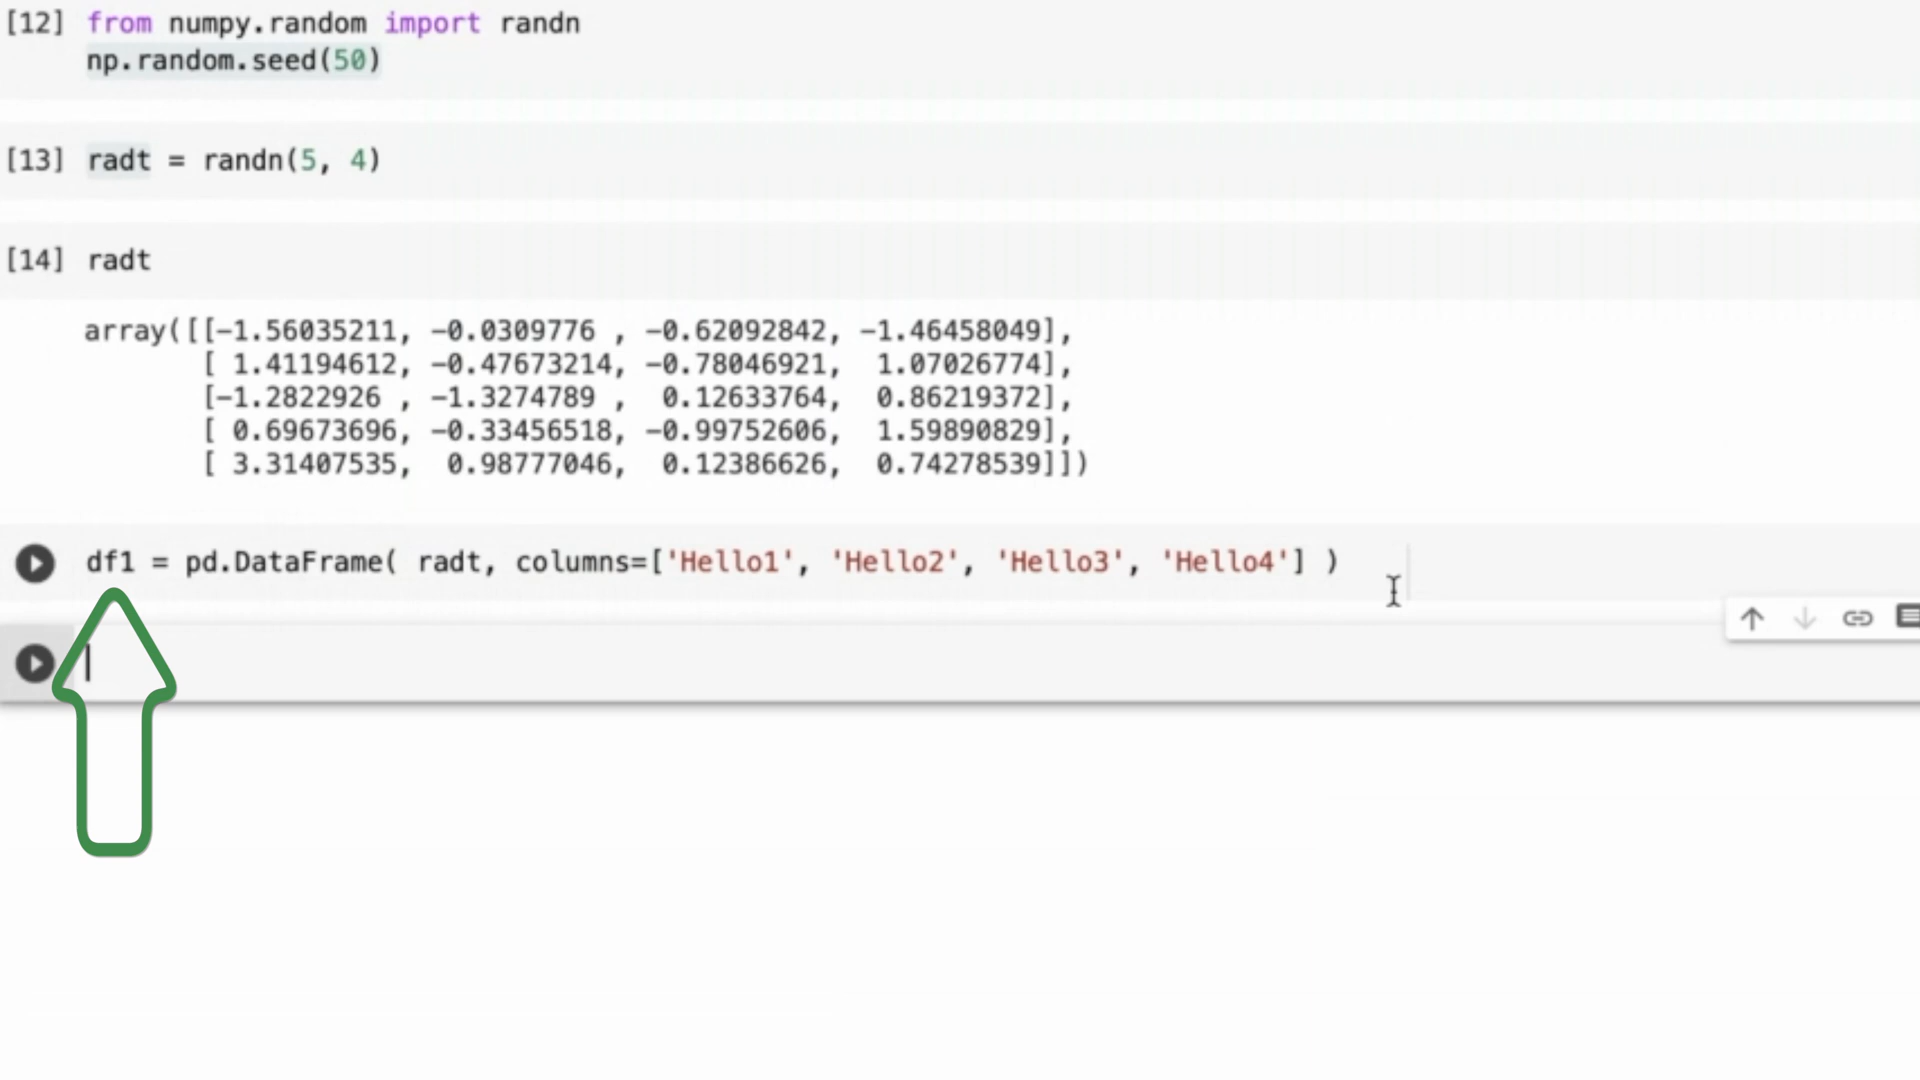 [12] from numpy.random import randn
np.random.seed(50)
[13] radt = randn(5, 4)
[14] radt
array([[-1.56035211, -0.0309776 , -0.62092842, -1.46458049],
[ 1.41194612, -0.47673214, -0.78046921, 1.07026774],
[-1.2822926 , -1.3274789 , 0.12633764, 0.86219372],
[ 0.69673696, -0.33456518, -0.99752606, 1.59890829],
[ 3.31407535, 0.98777046, 0.12386626, 0.74278539]])
df1 = pd.DataFrame( radt, columns=['Hello1', 'Hello2', 'Hello3', 'Hello4'] )